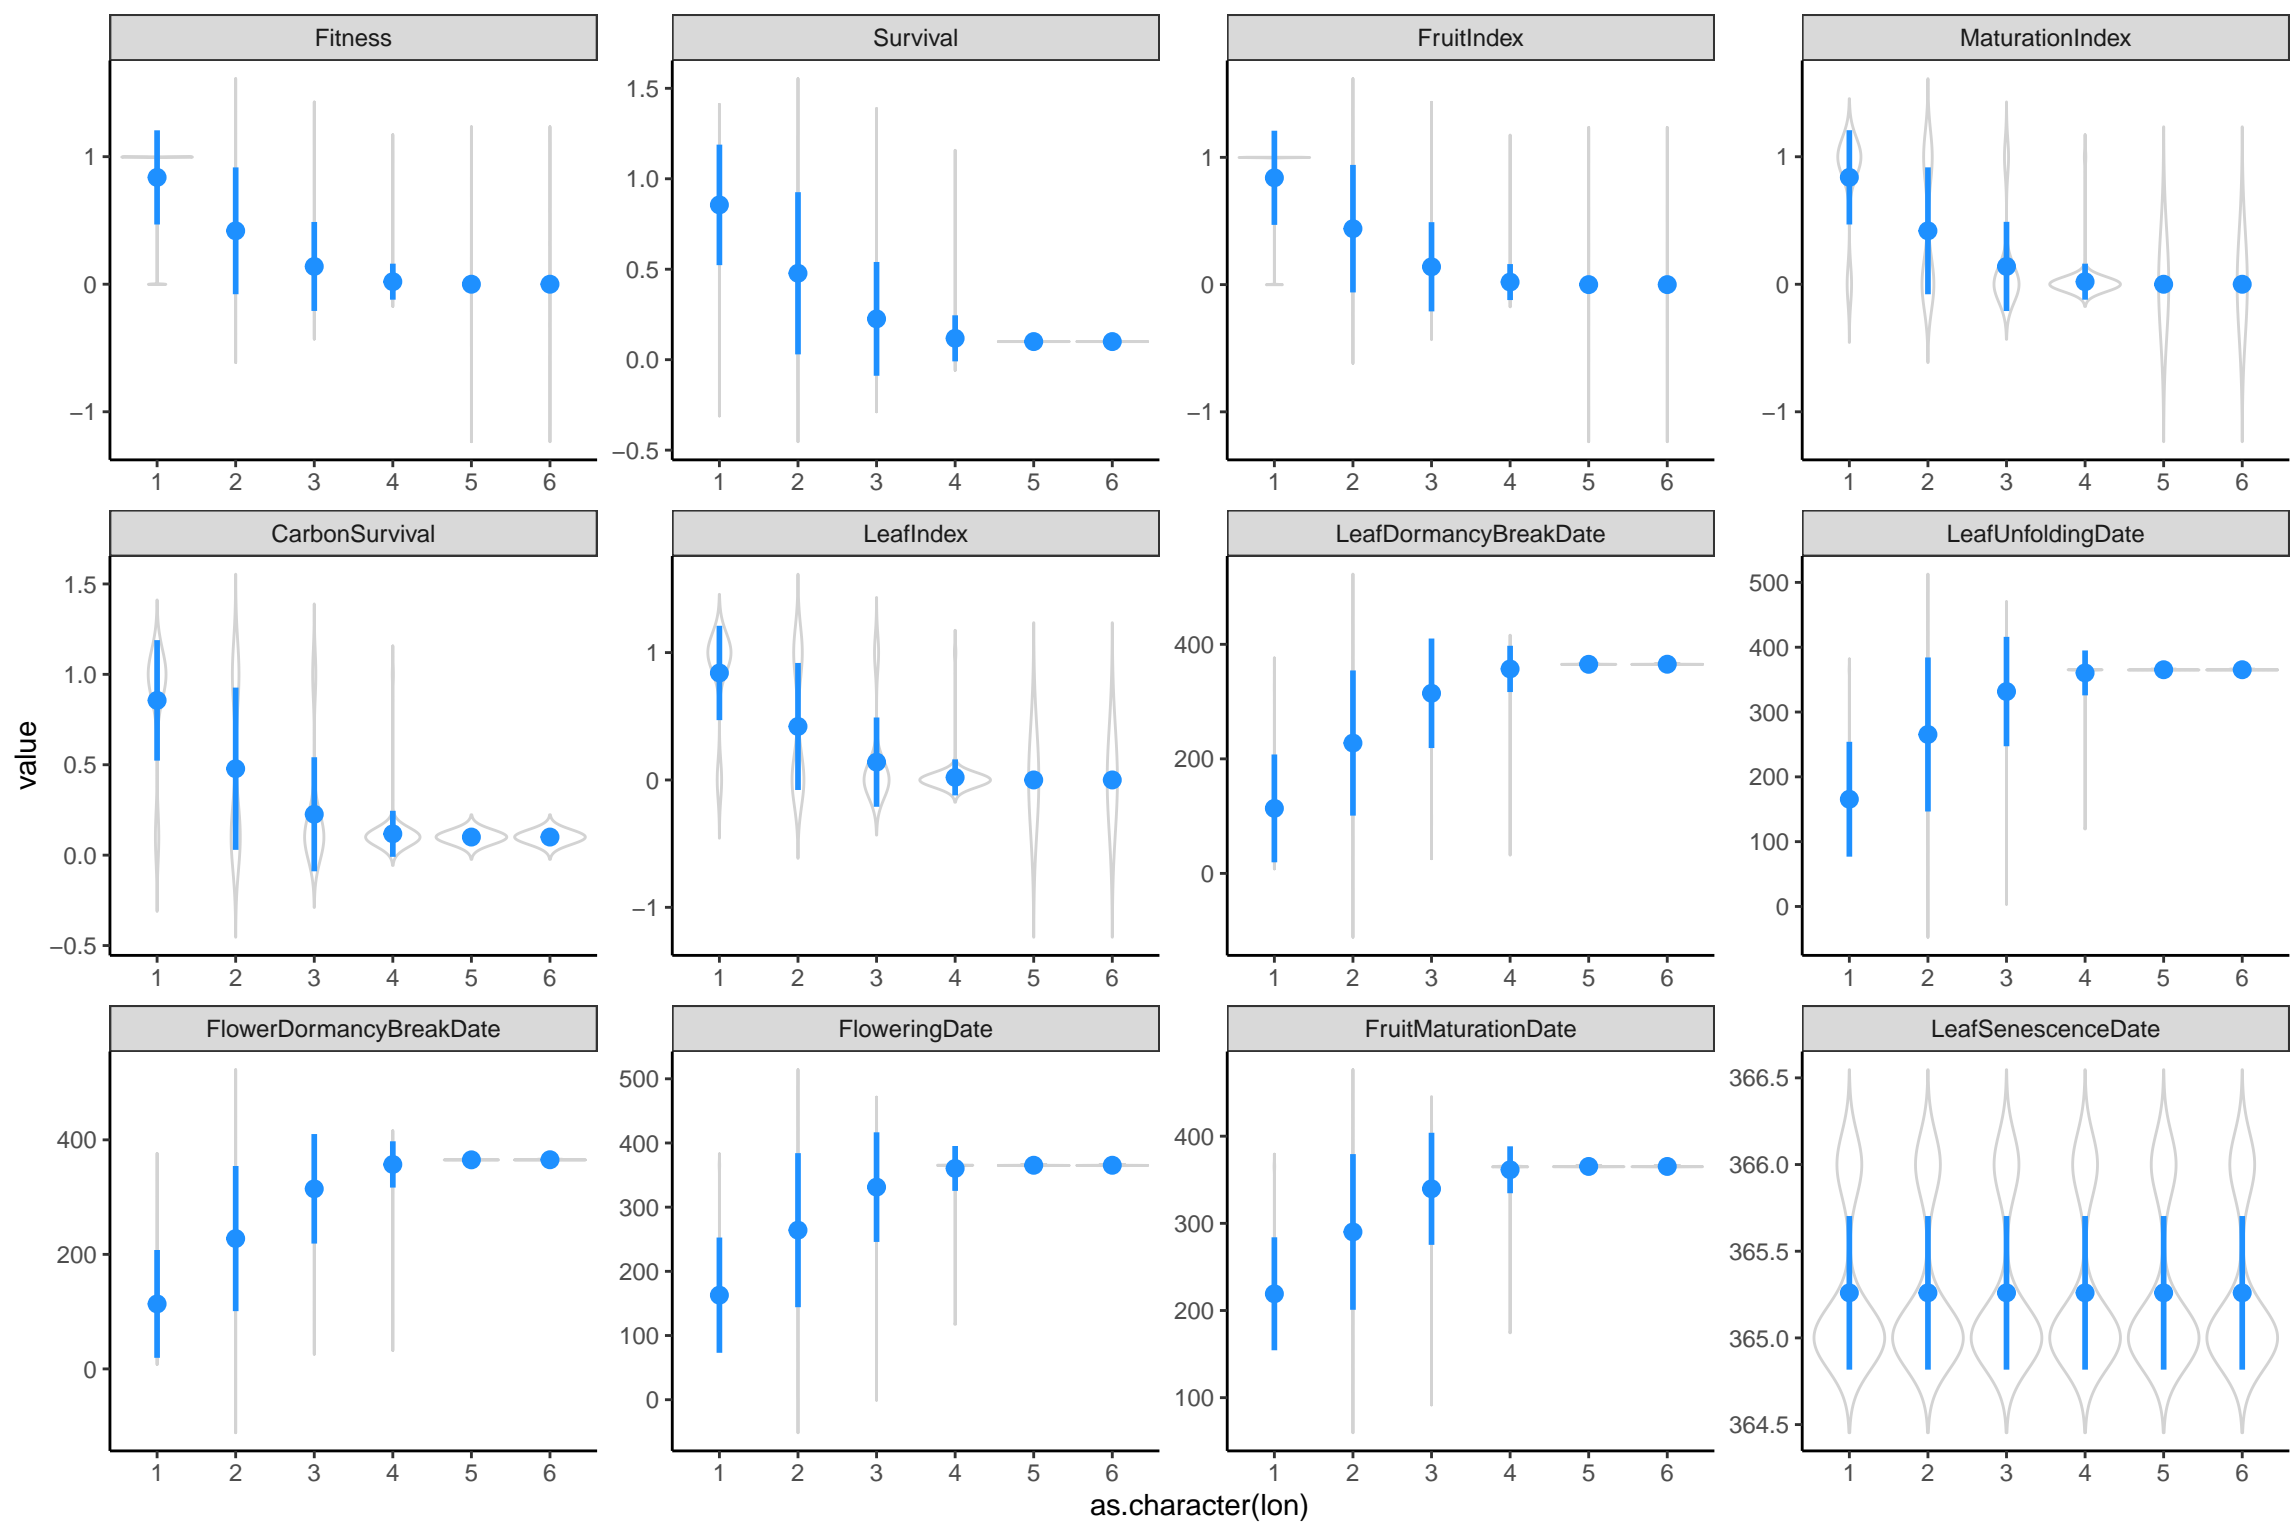 Fitness Survival FruitIndex MaturationIndex
1 0 −1
1.5 1.0 0.5 0.0 −0.5
1 0 −1
1 0 −1
1 2 3 4 5 6 1 2 3 4 5 6 1 2 3 4 5 6 1 2 3 4 5 6
CarbonSurvival LeafIndex LeafDormancyBreakDate LeafUnfoldingDate
value
1.5 1.0 0.5 0.0 −0.5
1 0 −1
400 200 0
500 400 300 200 100 0
1 2 3 4 5 6 1 2 3 4 5 6 1 2 3 4 5 6 1 2 3 4 5 6
FlowerDormancyBreakDate FloweringDate FruitMaturationDate LeafSenescenceDate
400 200 0
500 400 300 200 100 0
400 300 200 100
366.5 366.0 365.5 365.0 364.5
1 2 3 4 5 6 1 2 3 4 5 6 1 2 3 4 5 6 1 2 3 4 5 6
as.character(lon)